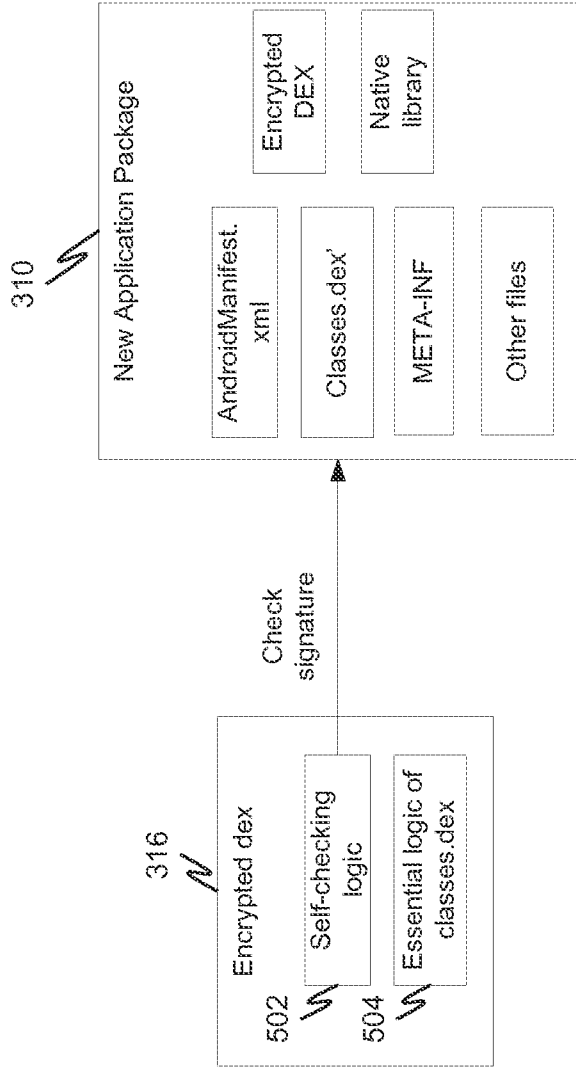 316
Encrypted dex
502
Self-checking
logic
504
Essential logic of
classes.dex
Check
signature
310
New Application Package
AndroidManifest.
xml
Classes.dex'
META-INF
Other files
Encrypted
DEX
Native
library